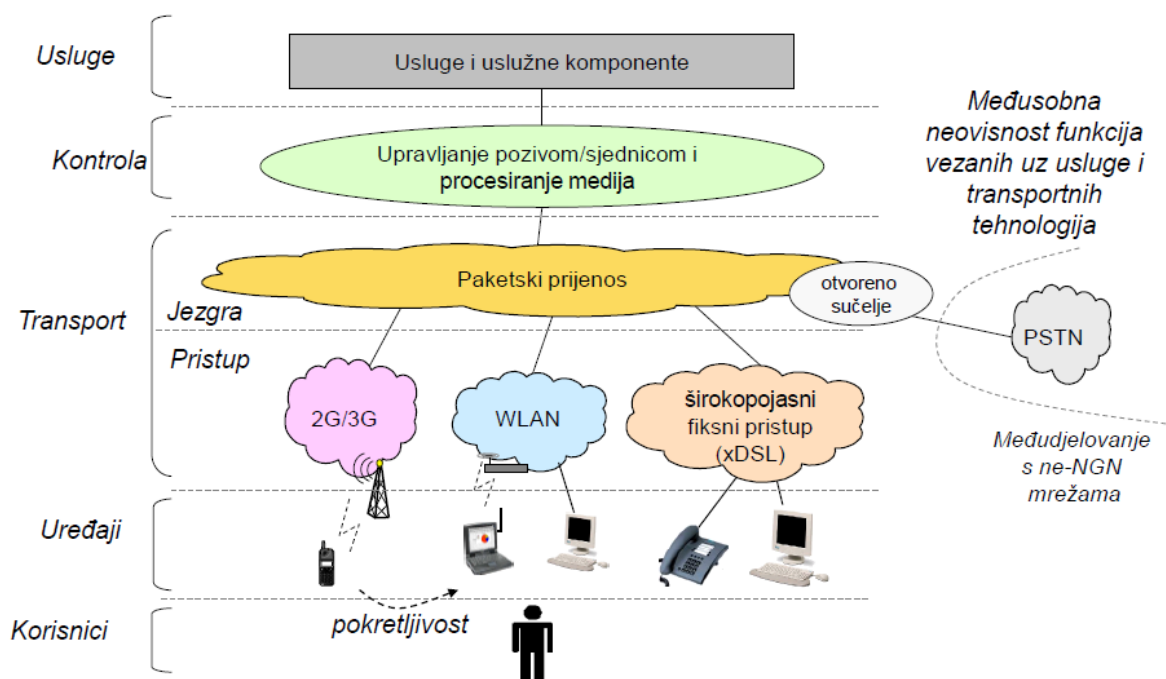 Usluge
Usluge i uslužne komponente
Kontrola
Upravljanje pozivom/sjednicom i
procesiranje medija
Međusobna
neovisnost funkcija
vezanih uz usluge i
transportnih
tehnologija
Transport
Jezgra
Paketski prijenos
otvoreno
sučelje
PSTN
Pristup
2G/3G
WLAN
širokopojasni
fiksni pristup
(xDSL)
Međudjelovanje
s ne-NGN
mrežama
Uređaji
pokretljivost
Korisnici